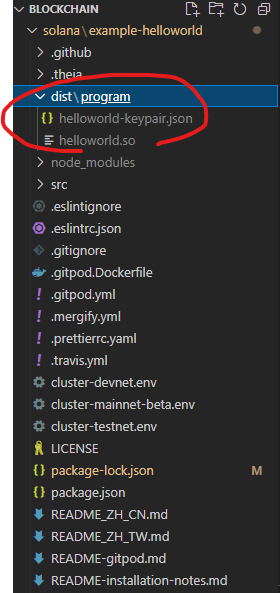 BLOCKCHAIN
solana\example-helloworld
.github
.theia
dist\program
helloworld-keypair.json
helloworld.so
node_modules
src
.eslintignore
.eslintrc.json
.gitignore
.gitpod.Dockerfile
.gitpod.yml
.mergify.yml
.prettierrc.yaml
.travis.yml
cluster-devnet.env
cluster-mainnet-beta.env
cluster-testnet.env
LICENSE
package-lock.json M
package.json
README_ZH_CN.md
README_ZH_TW.md
README-gitpod.md
README-installation-notes.md